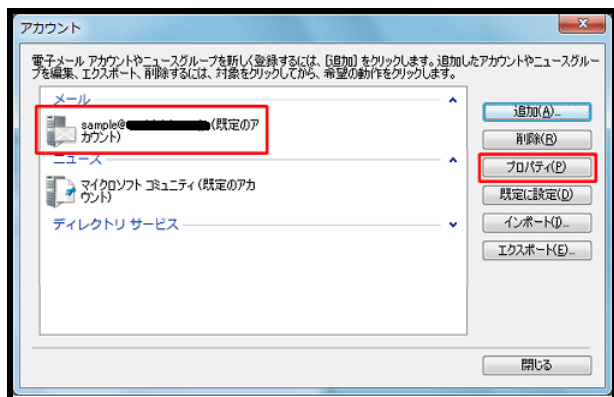 アカウント
電子メール アカウントやニュースグループを新しく登録するには、[追加] をクリックします。追加したアカウントやニュースグルー
プを編集、エクスポート、削除するには、対象をクリックしてから、希望の動作をクリックします。
メール
sample@ (既定のア
カウント)
ニュース
マイクロソフト コミュニティ (既定のアカ
ウント)
ディレクトリ サービス
追加(A)...
削除(R)
プロパティ(P)
既定に設定(D)
インポート(I)...
エクスポート(E)...
閉じる